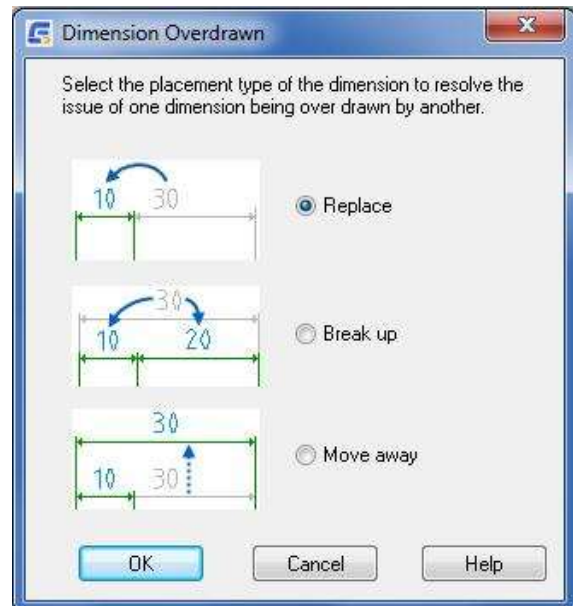 Dimension Overdrawn
Select the placement type of the dimension to resolve the
issue of one dimension being over drawn by another.
10 30
Replace
30
10 20
Break up
30
10 30
Move away
OK Cancel Help